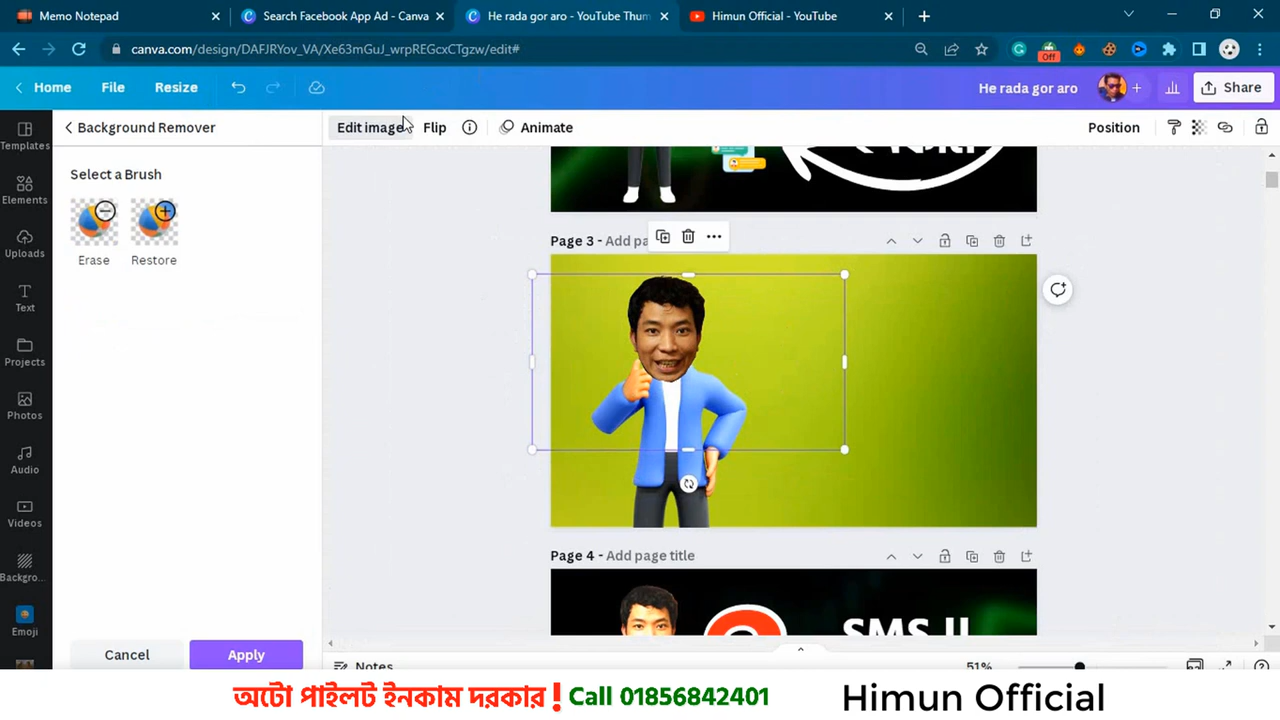 Memo Notepad
Search Facebook App Ad - Canva
He rada gor aro - YouTube Thum
Himun Official - YouTube
canva.com/design/DAFJRYov_VA/Xe63mGuJ_wrpREGcxCTgzw/edit#
Off
Home
File
Resize
He rada gor aro
Share
Templates
Elements
Uploads
Text
Projects
Photos
Audio
Videos
Backgro...
Emoji
Background Remover
Select a Brush
Erase
Restore
Cancel
Apply
Edit image
Flip
Animate
Position
Page 3 - Add pa
Page 4 - Add page title
SMS
Notes
51%
অটো পাইলট ইনকাম দরকার ! Call 01856842401
Himun Official